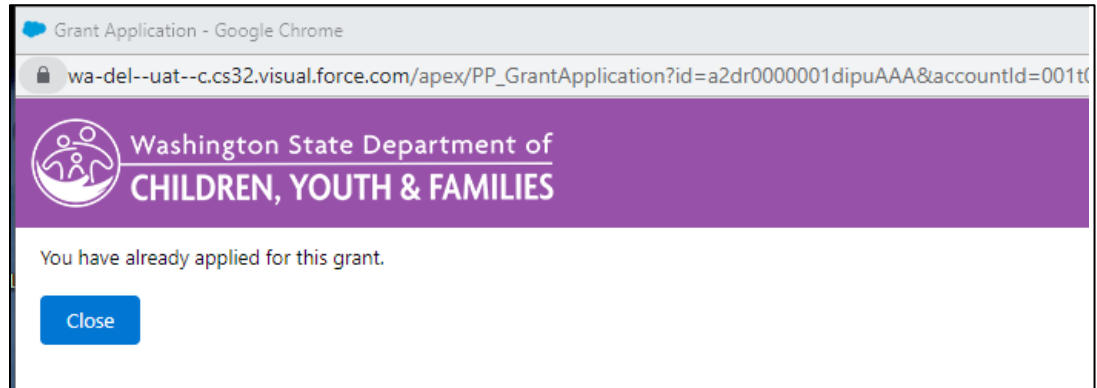 Grant Application - Google Chrome
wa-del--uat--c.cs32.visual.force.com/apex/PP_GrantApplication?id=a2dr0000001dipuAAA&accountId=001t0
Washington State Department of
CHILDREN, YOUTH & FAMILIES
You have already applied for this grant.
Close